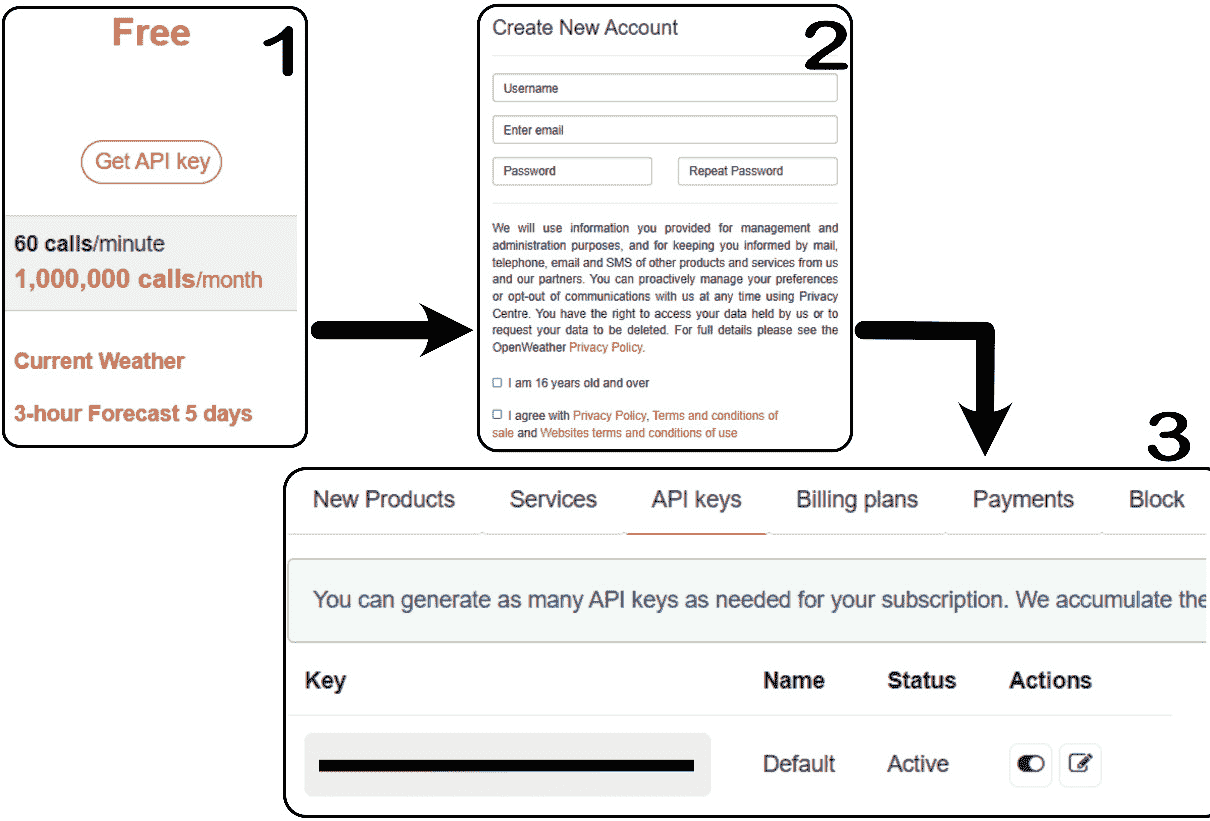 Free
1
Get API key
60 calls/minute
1,000,000 calls/month
Current Weather
3-hour Forecast 5 days
Create New Account
2
Username
Enter email
Password
Repeat Password
We will use information you provided for management and
administration purposes, and for keeping you informed by mail,
telephone, email and SMS of other products and services from us
and our partners. You can proactively manage your preferences
or opt-out of communications with us at any time using Privacy
Centre. You have the right to access your data held by us or to
request your data to be deleted. For full details please see the
OpenWeather Privacy Policy.
I am 16 years old and over
I agree with Privacy Policy, Terms and conditions of
sale and Websites terms and conditions of use
3
New Products Services API keys Billing plans Payments Block
You can generate as many API keys as needed for your subscription. We accumulate the
Key Name Status Actions
Default Active